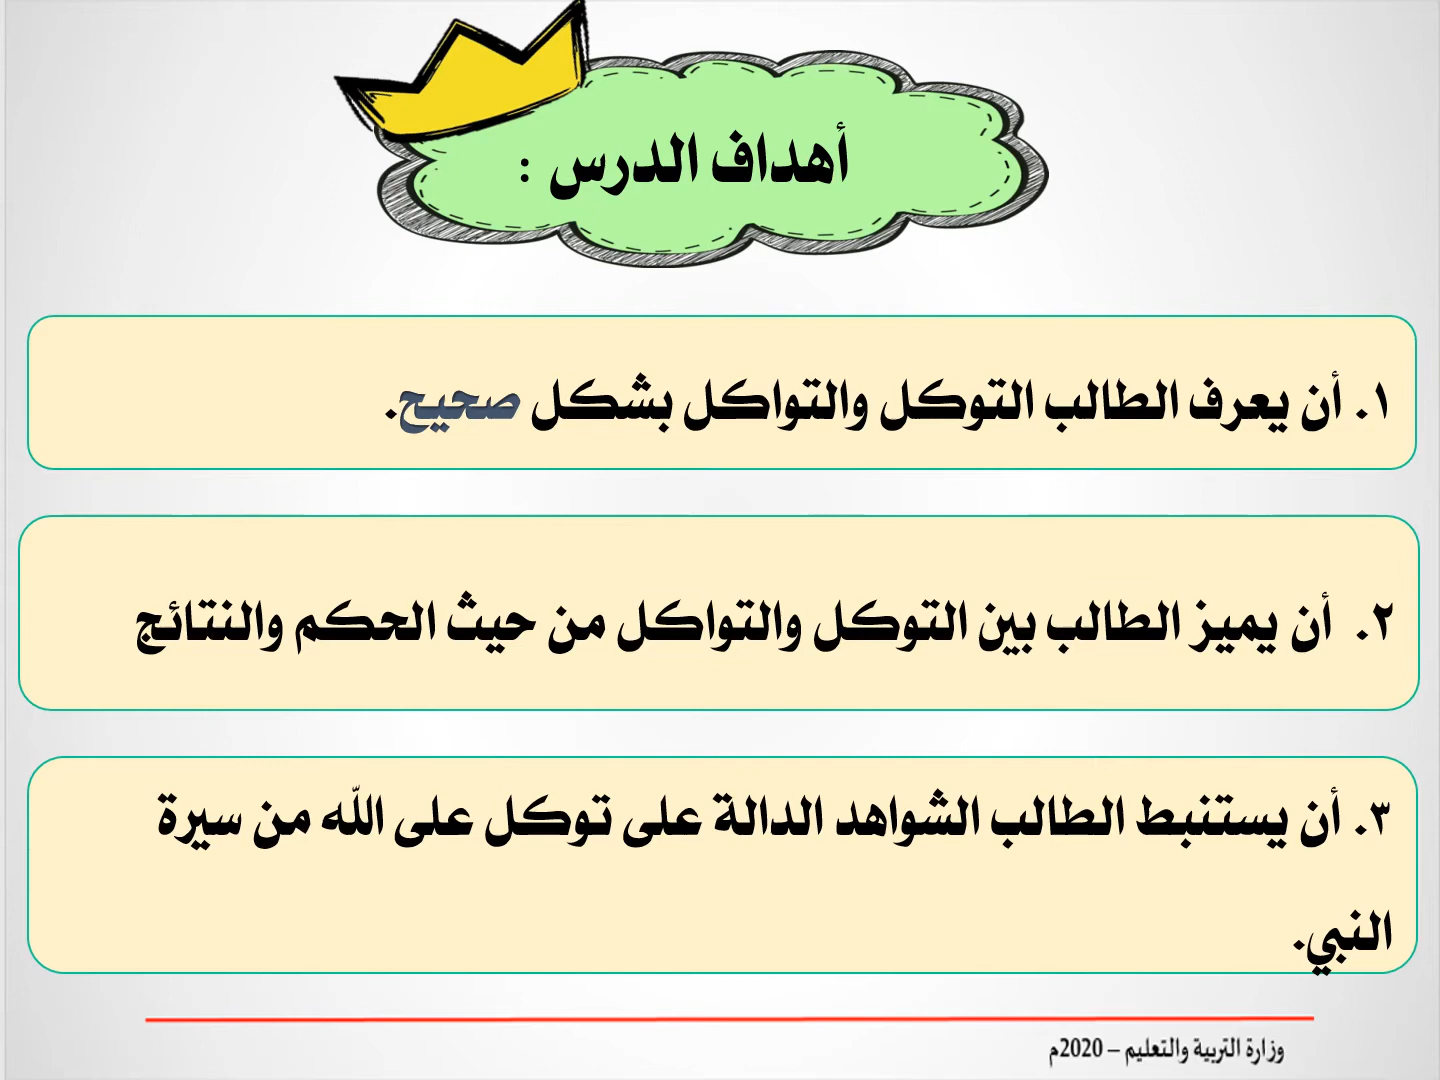 أهداف الدرس :
١. أن يعرف الطالب التوكل والتواكل بشكل صحيح.
٢. أن يميز الطالب بين التوكل والتواكل من حيث الحكم والنتائج
٣. أن يستنبط الطالب الشواهد الدالة على توكل على الله من سيرة
النبي.
وزارة التربية والتعليم – 2020م